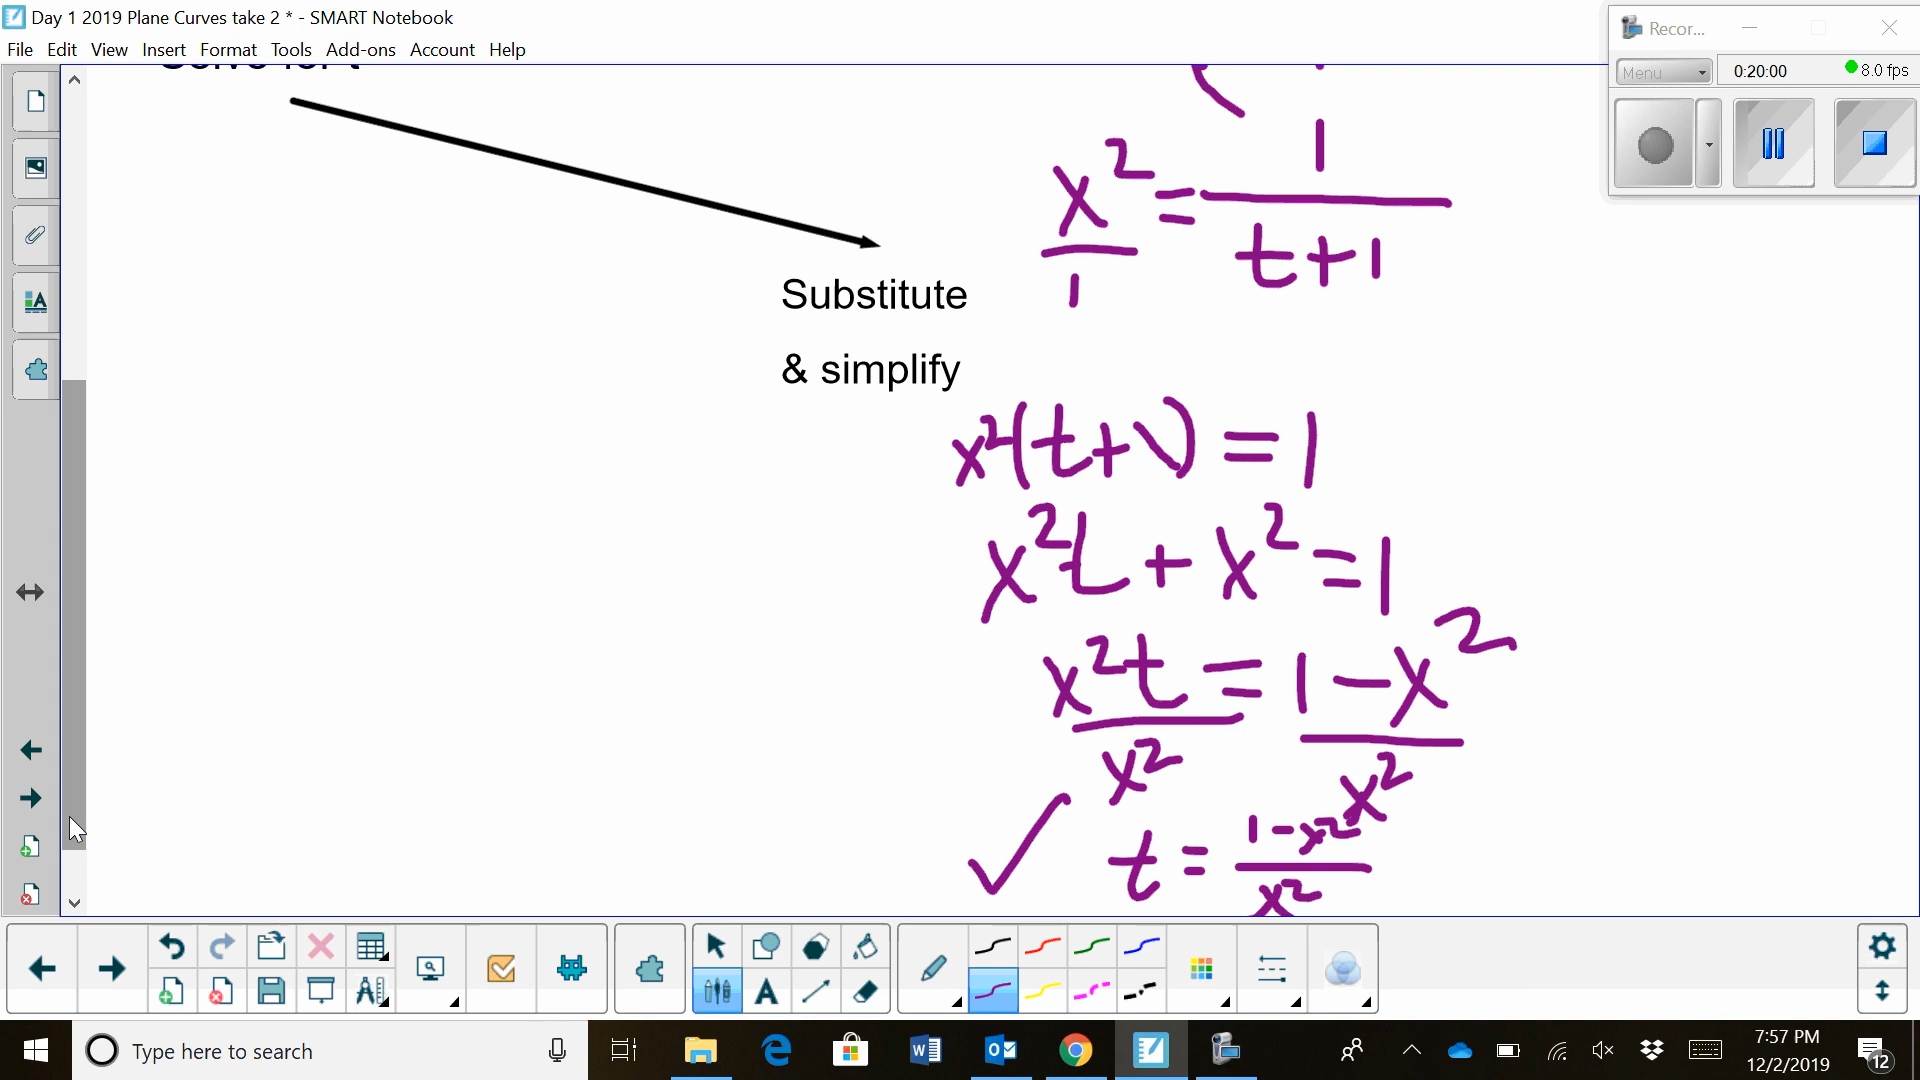 Day 1 2019 Plane Curves take 2 * - SMART Notebook
File Edit View Insert Format Tools Add-ons Account Help
Recor...
Menu
0:20:00
8.0 fps
x² / 1 = 1 / t+1
Substitute
& simplify
x²(t+1) = 1
x²t + x² = 1
x²t / x² = 1-x² / x²
t = 1-x² / x²
Type here to search
7:57 PM
12/2/2019
12